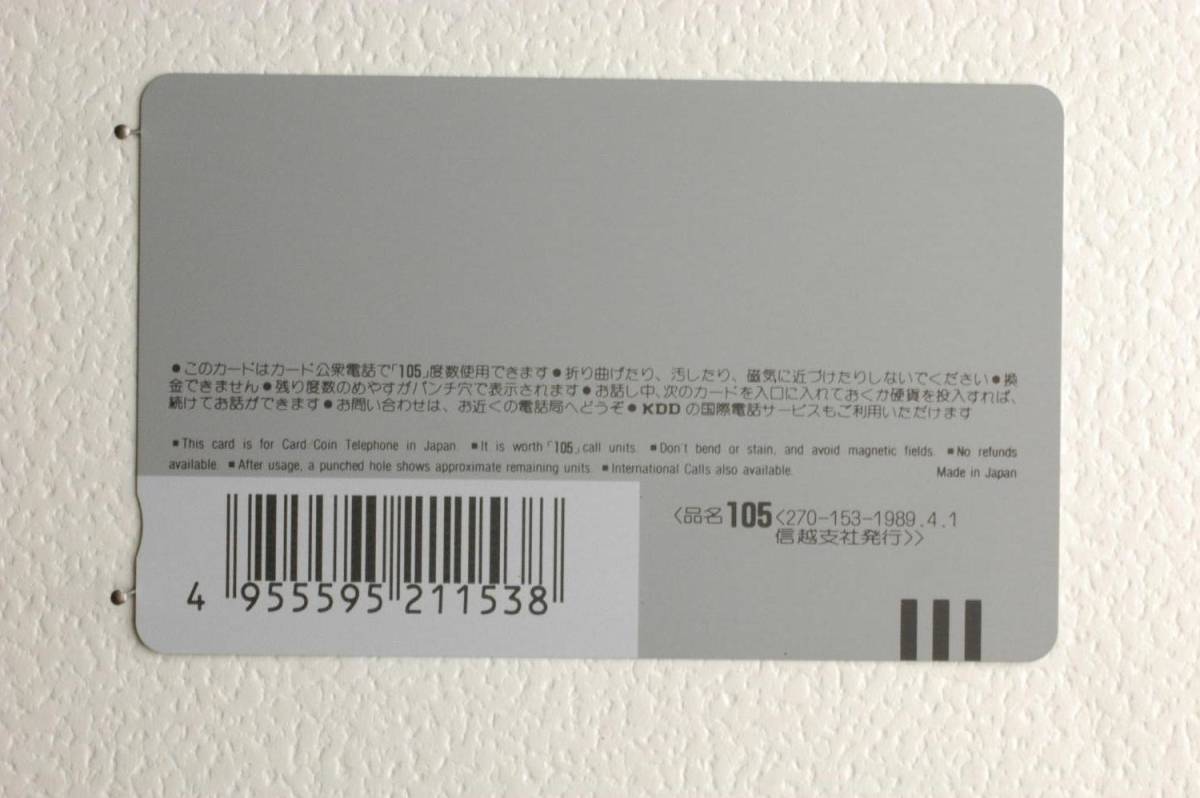 ●このカードはカード公衆電話で「105」度数使用できます●折り曲げたり、汚したり、磁気に近づけたりしないでください●換
金できません●残り度数のめやすがパンチ穴で表示されます●お話し中、次のカードを入口に入れておくか硬貨を投入すれば、
続けてお話ができます●お問い合わせは、お近くの電話局へどうぞ●KDDの国際電話サービスもご利用いただけます
■This card is for Card Coin Telephone in Japan. ■It is worth「105」call units. ■Don't bend or stain, and avoid magnetic fields. ■No refunds
available. ■After usage, a punched hole shows approximate remaining units. ■International Calls also available.
Made in Japan
〈品名105〈270-153-1989.4.1
信越支社発行〉〉
4 955595 211538